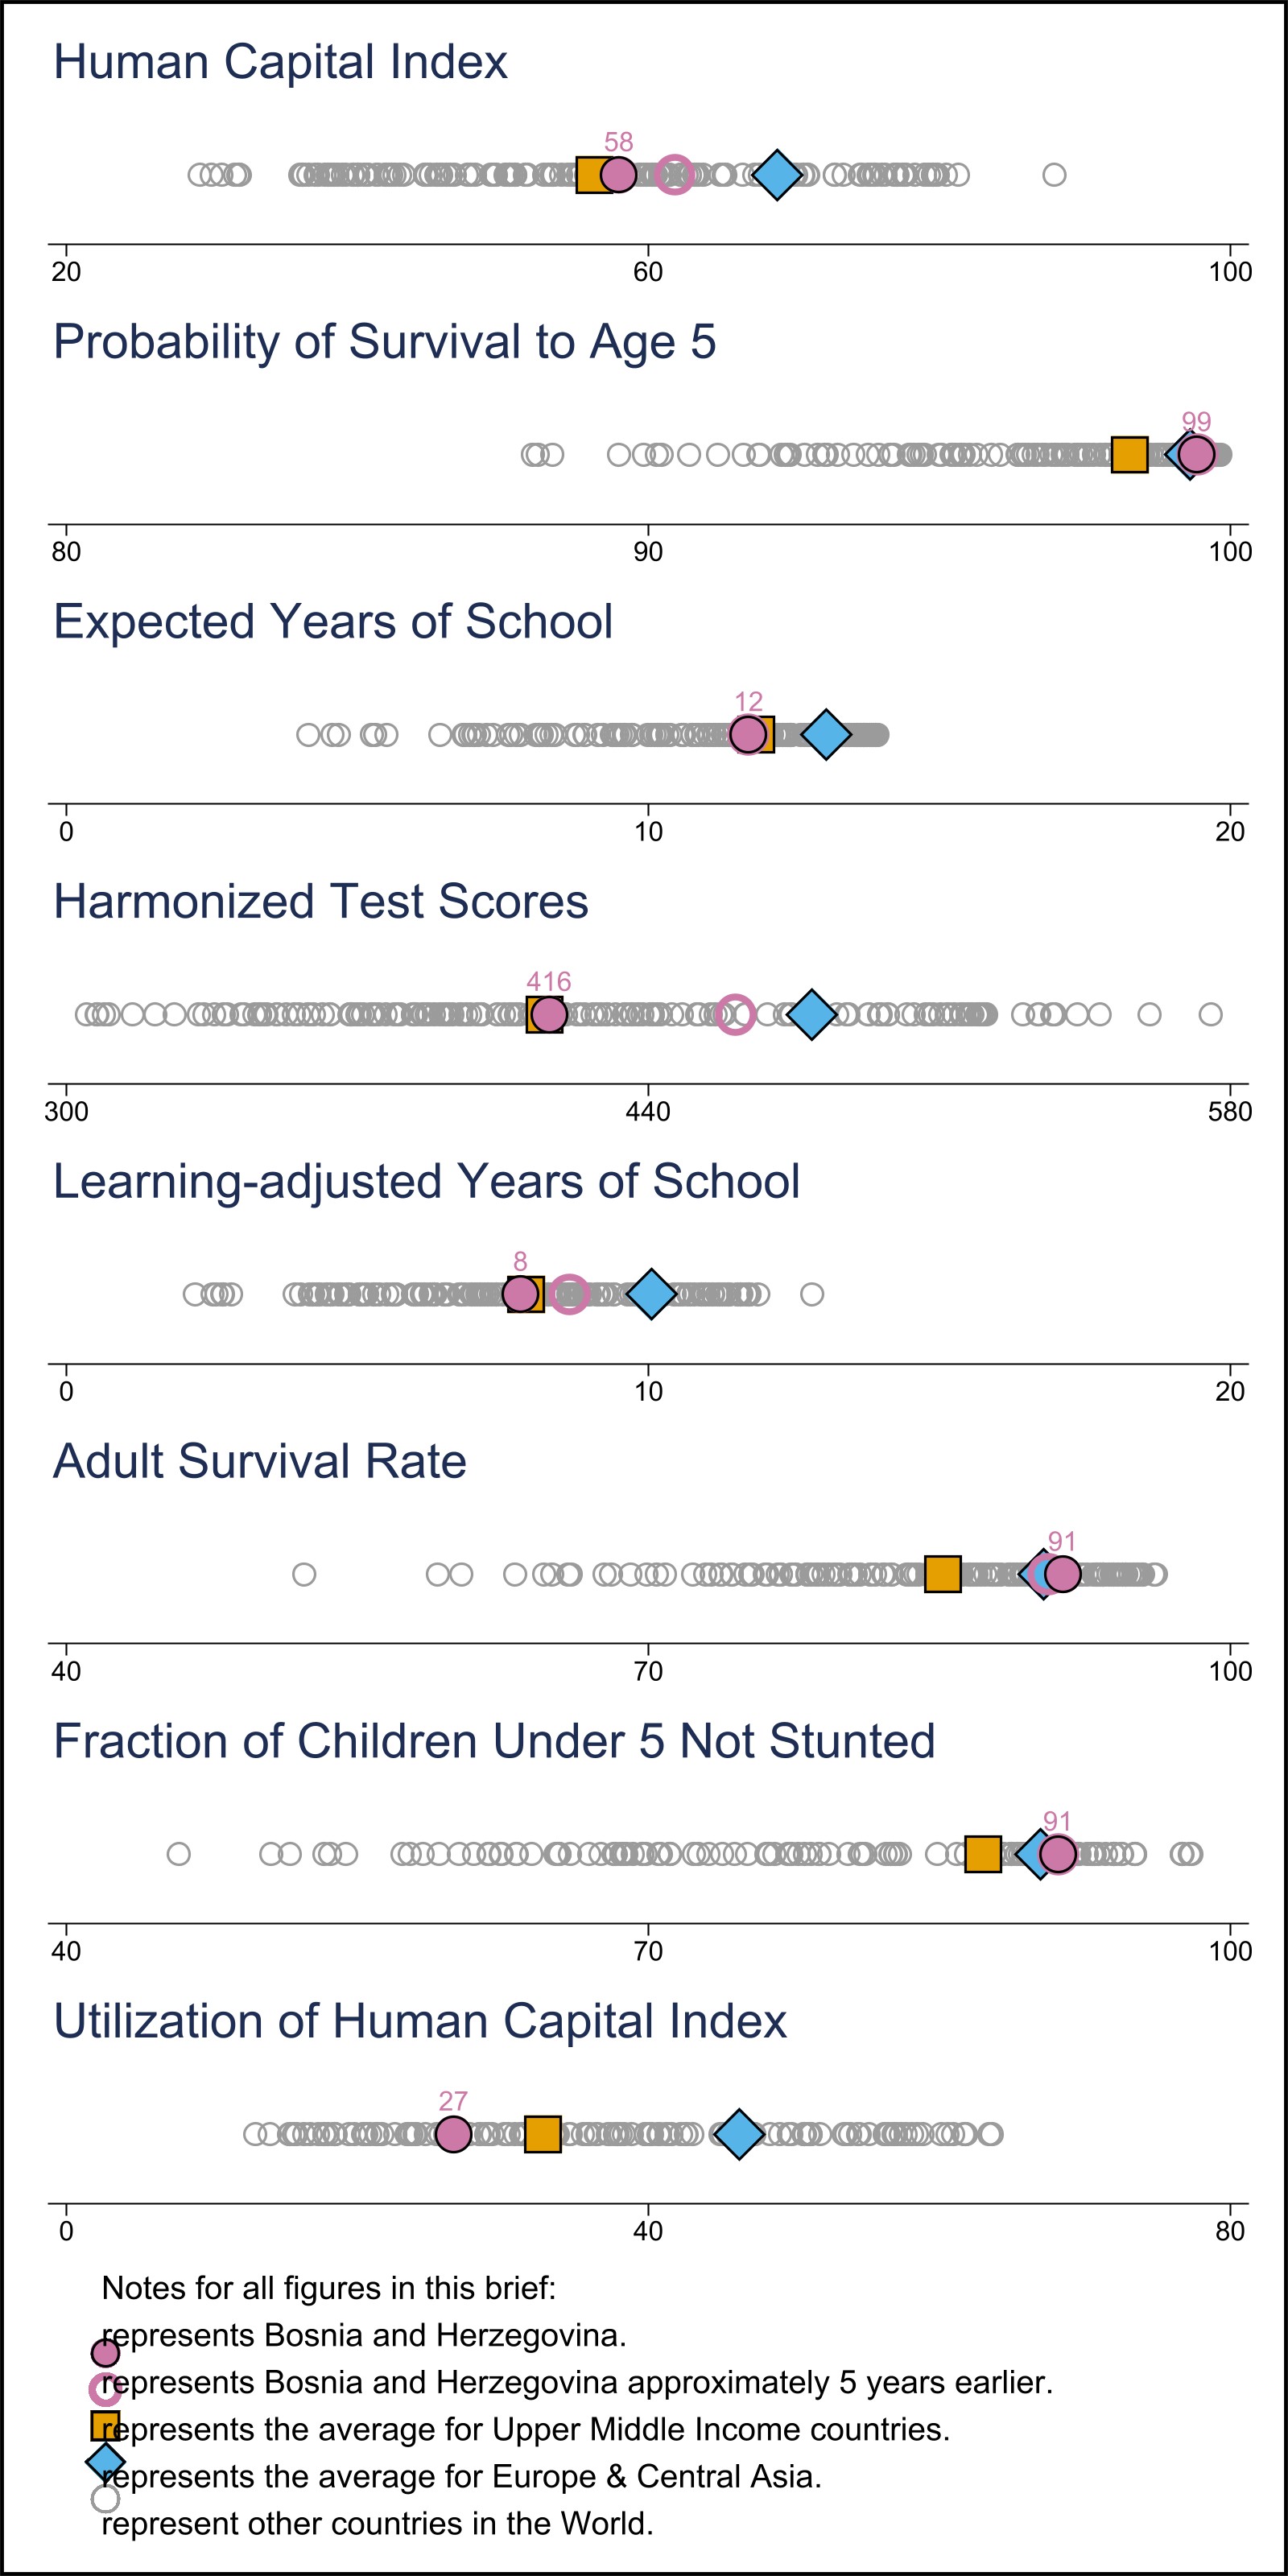 Human Capital Index
58
20 60 100
Probability of Survival to Age 5
99
80 90 100
Expected Years of School
12
0 10 20
Harmonized Test Scores
416
300 440 580
Learning-adjusted Years of School
8
0 10 20
Adult Survival Rate
91
40 70 100
Fraction of Children Under 5 Not Stunted
91
40 70 100
Utilization of Human Capital Index
27
0 40 80
Notes for all figures in this brief:
represents Bosnia and Herzegovina.
represents Bosnia and Herzegovina approximately 5 years earlier.
represents the average for Upper Middle Income countries.
represents the average for Europe & Central Asia.
represent other countries in the World.